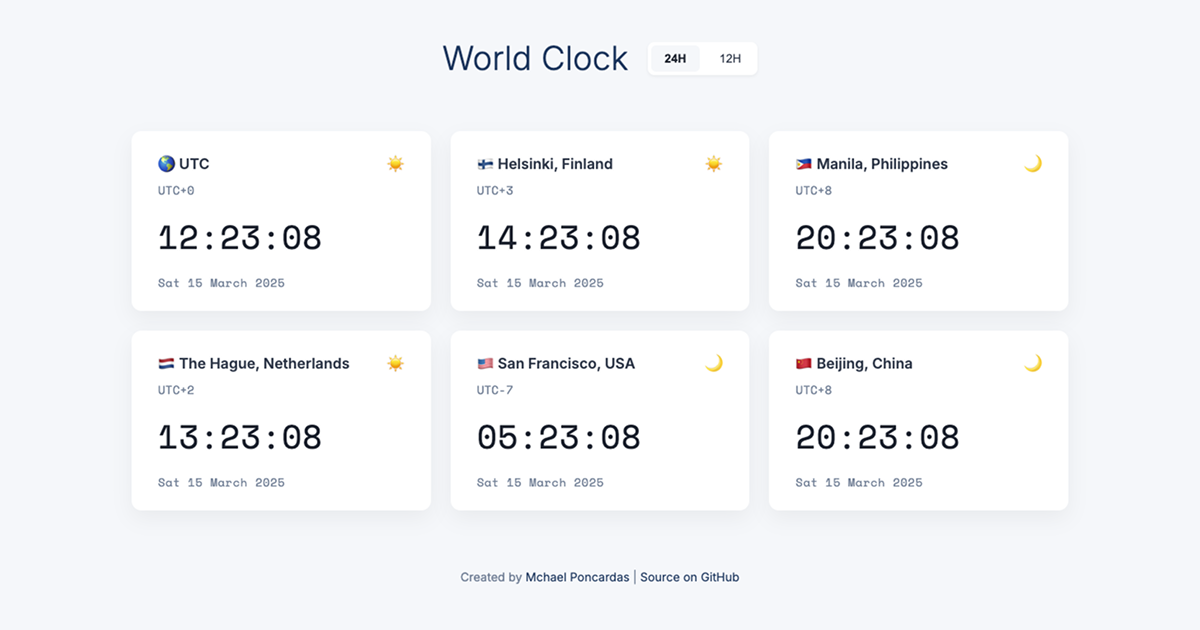 World Clock
24H 12H
UTC
UTC+0
12:23:08
Sat 15 March 2025
Helsinki, Finland
UTC+3
14:23:08
Sat 15 March 2025
Manila, Philippines
UTC+8
20:23:08
Sat 15 March 2025
The Hague, Netherlands
UTC+2
13:23:08
Sat 15 March 2025
San Francisco, USA
UTC-7
05:23:08
Sat 15 March 2025
Beijing, China
UTC+8
20:23:08
Sat 15 March 2025
Created by Mchael Poncardas | Source on GitHub